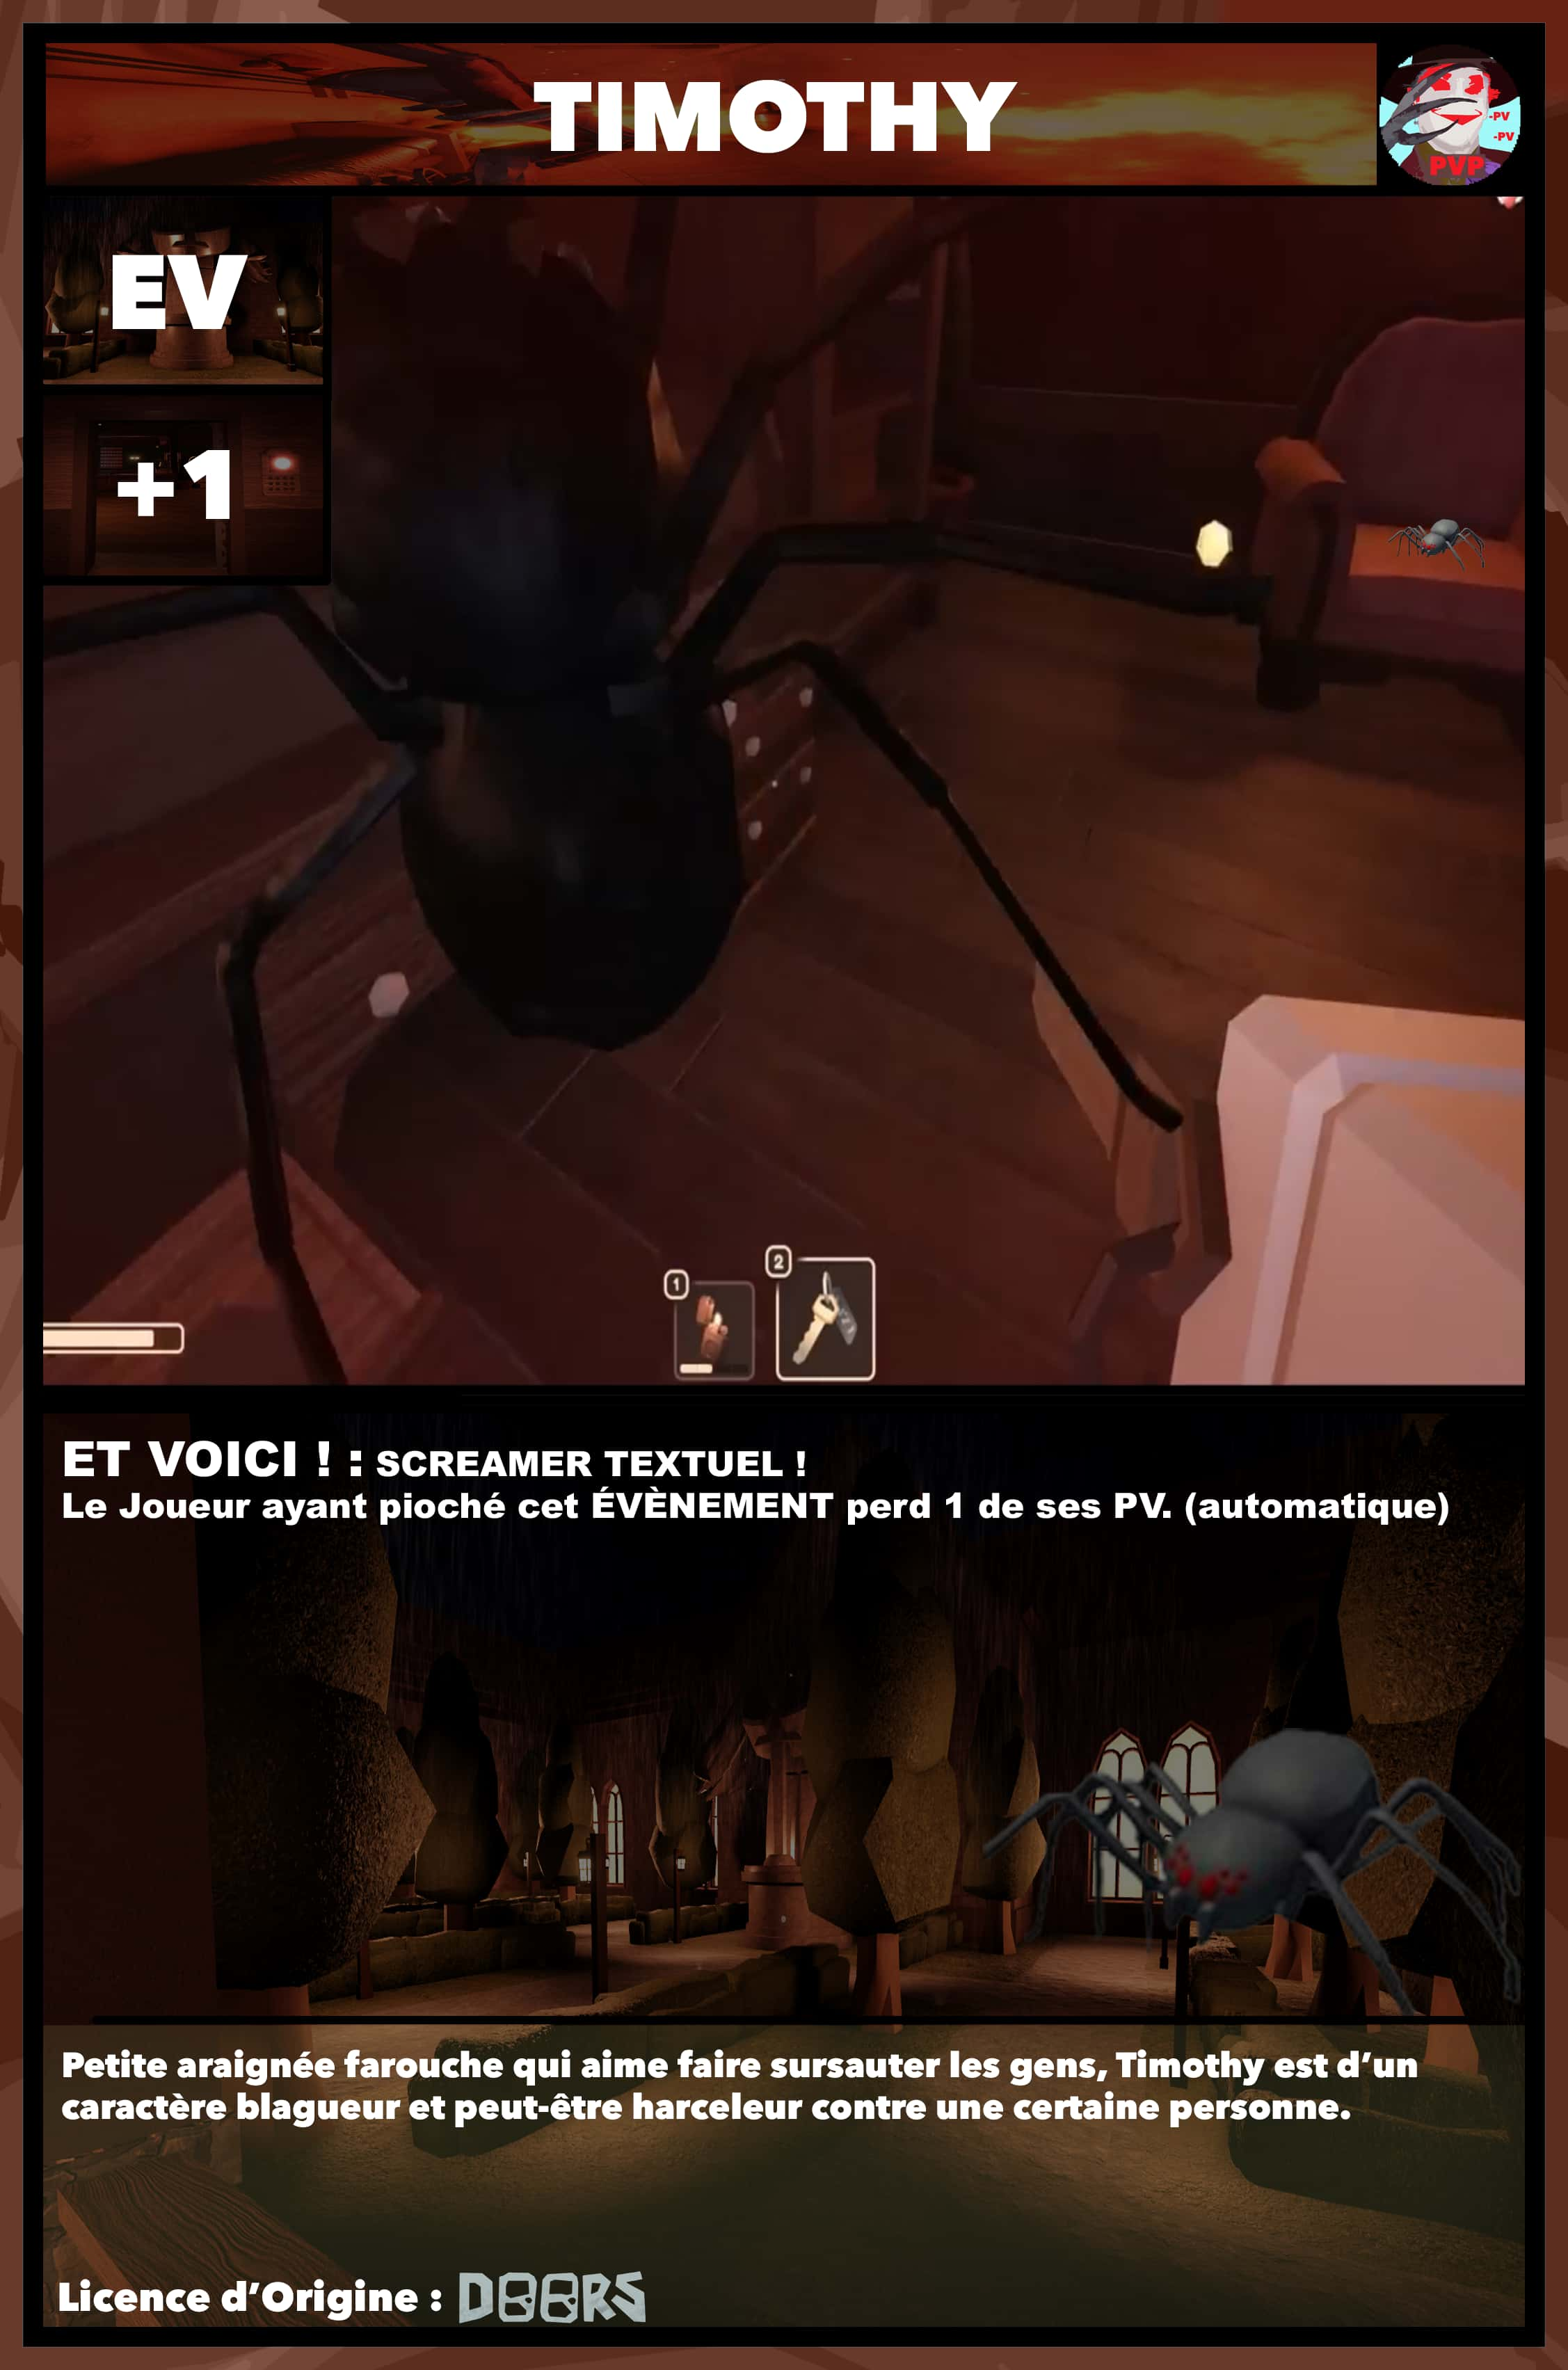 TIMOTHY
-PV
-PV
PVP
EV
+1
1
2
ET VOICI ! : SCREAMER TEXTUEL !
Le Joueur ayant pioché cet ÉVÈNEMENT perd 1 de ses PV. (automatique)
Petite araignée farouche qui aime faire sursauter les gens, Timothy est d’un
caractère blagueur et peut-être harceleur contre une certaine personne.
Licence d’Origine : DOORS